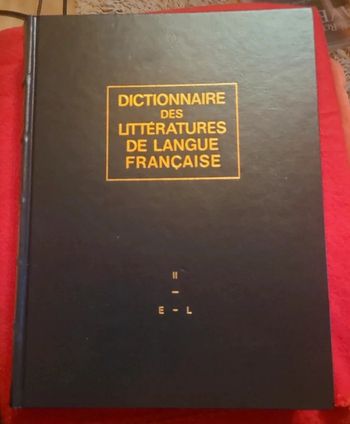 DICTIONNAIRE
DES
LITTÉRATURES
DE LANGUE
FRANÇAISE
II
–
E – L